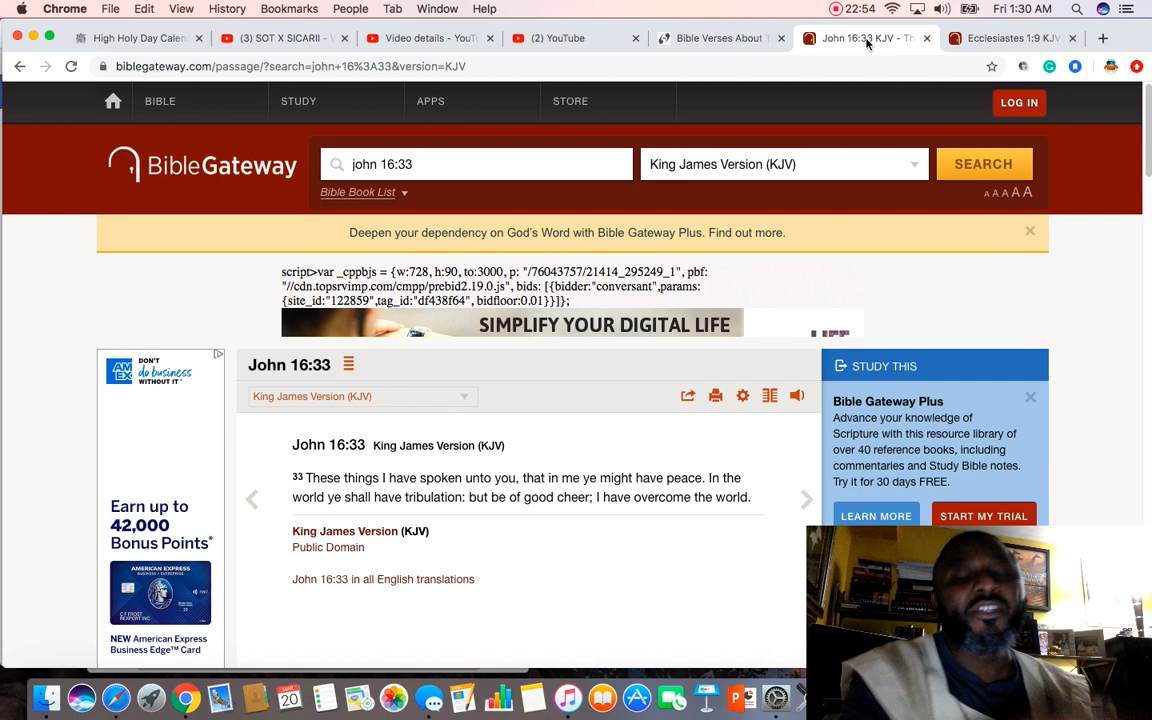 Chrome File Edit View History Bookmarks People Tab Window Help 22:54 Fri 1:30 AM
High Holy Day Calen (3) SOT X SICARII - Video details - YouTu (2) YouTube Bible Verses About T John 16:33 KJV - Th Ecclesiastes 1:9 KJV
biblegateway.com/passage/?search=john+16%3A33&version=KJV
BIBLE STUDY APPS STORE LOG IN
BibleGateway john 16:33 King James Version (KJV) SEARCH
Bible Book List A A A A A
Deepen your dependency on God's Word with Bible Gateway Plus. Find out more.
script>var _cppbjs = {w:728, h:90, to:3000, p: "/76043757/21414_295249_1", pbf:
"//cdn.topsrvimp.com/cmpp/prebid2.19.0.js", bids: [{bidder:"conversant",params:
{site_id:"122859",tag_id:"df438f64", bidfloor:0.01}}]};
SIMPLIFY YOUR DIGITAL LIFE
DON'T
do business
WITHOUT IT
AM
EX
Earn up to
42,000
Bonus Points*
AMERICAN EXPRESS
C F FROST
REXPORT INC
NEW American Express
Business Edge™ Card
John 16:33
King James Version (KJV)
John 16:33 King James Version (KJV)
33 These things I have spoken unto you, that in me ye might have peace. In the
world ye shall have tribulation: but be of good cheer; I have overcome the world.
King James Version (KJV)
Public Domain
John 16:33 in all English translations
STUDY THIS
Bible Gateway Plus
Advance your knowledge of
Scripture with this resource library of
over 40 reference books, including
commentaries and Study Bible notes.
Try it for 30 days FREE.
LEARN MORE START MY TRIAL
MAR
20